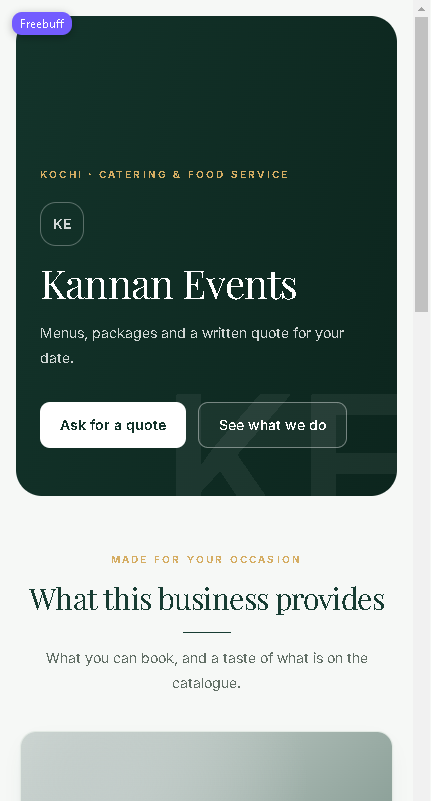 Freebuff
KOCHI · CATERING & FOOD SERVICE
KE
Kannan Events
Menus, packages and a written quote for your
date.
Ask for a quote
See what we do
KE
MADE FOR YOUR OCCASION
What this business provides
What you can book, and a taste of what is on the
catalogue.